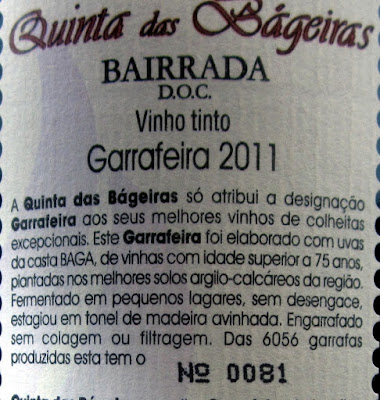 Quinta das Bágeiras
BAIRRADA
D.O.C.
Vinho tinto
Garrafeira 2011
A Quinta das Bágeiras só atribui a designação
Garrafeira aos seus melhores vinhos de colheitas
excepcionais. Este Garrafeira foi elaborado com uvas
da casta BAGA, de vinhas com idade superior a 75 anos,
plantadas nos melhores solos argilo-calcáreos da região.
Fermentado em pequenos lagares, sem desengace,
estagiou em tonel de madeira avinhada. Engarrafado
sem colagem ou filtragem. Das 6056 garrafas
produzidas esta tem o Nº 0081